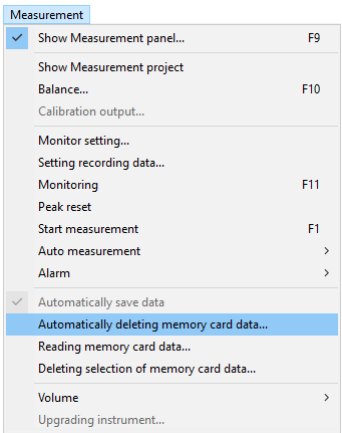 Measurement
Show Measurement panel... F9
Show Measurement project
Balance... F10
Calibration output...
Monitor setting...
Setting recording data...
Monitoring F11
Peak reset
Start measurement F1
Auto measurement
Alarm
Automatically save data
Automatically deleting memory card data...
Reading memory card data...
Deleting selection of memory card data...
Volume
Upgrading instrument...